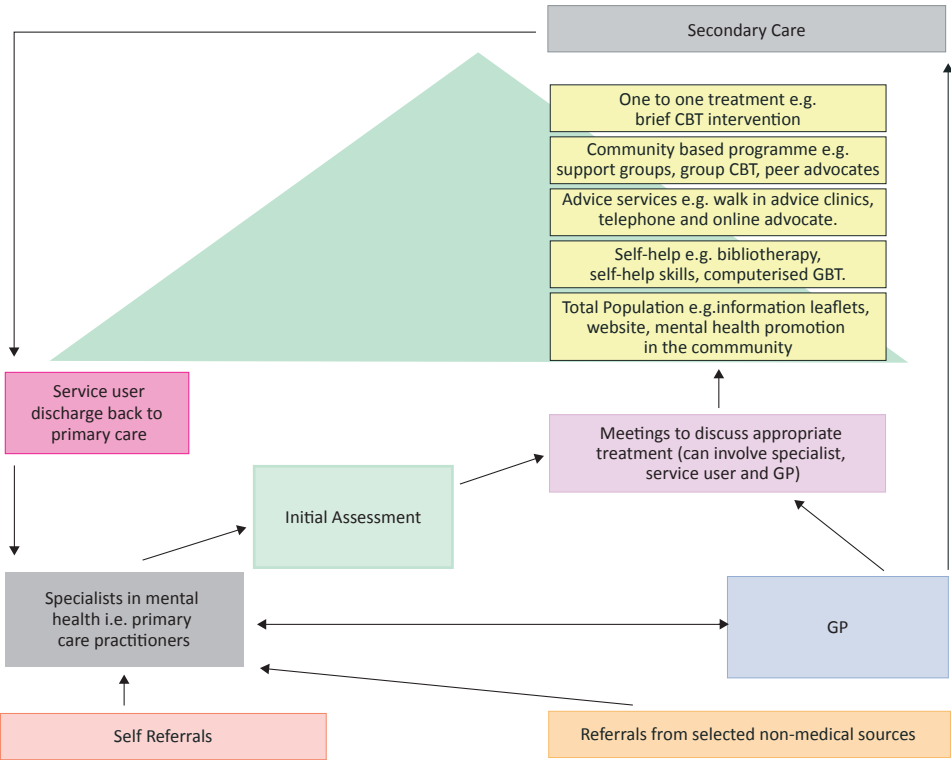 Secondary Care
One to one treatment e.g.
brief CBT intervention
Community based programme e.g.
support groups, group CBT, peer advocates
Advice services e.g. walk in advice clinics,
telephone and online advocate.
Self-help e.g. bibliotherapy,
self-help skills, computerised GBT.
Total Population e.g.information leaflets,
website, mental health promotion
in the commmunity
Service user
discharge back to
primary care
Meetings to discuss appropriate
treatment (can involve specialist,
service user and GP)
Initial Assessment
Specialists in mental
health i.e. primary
care practitioners
GP
Self Referrals
Referrals from selected non-medical sources